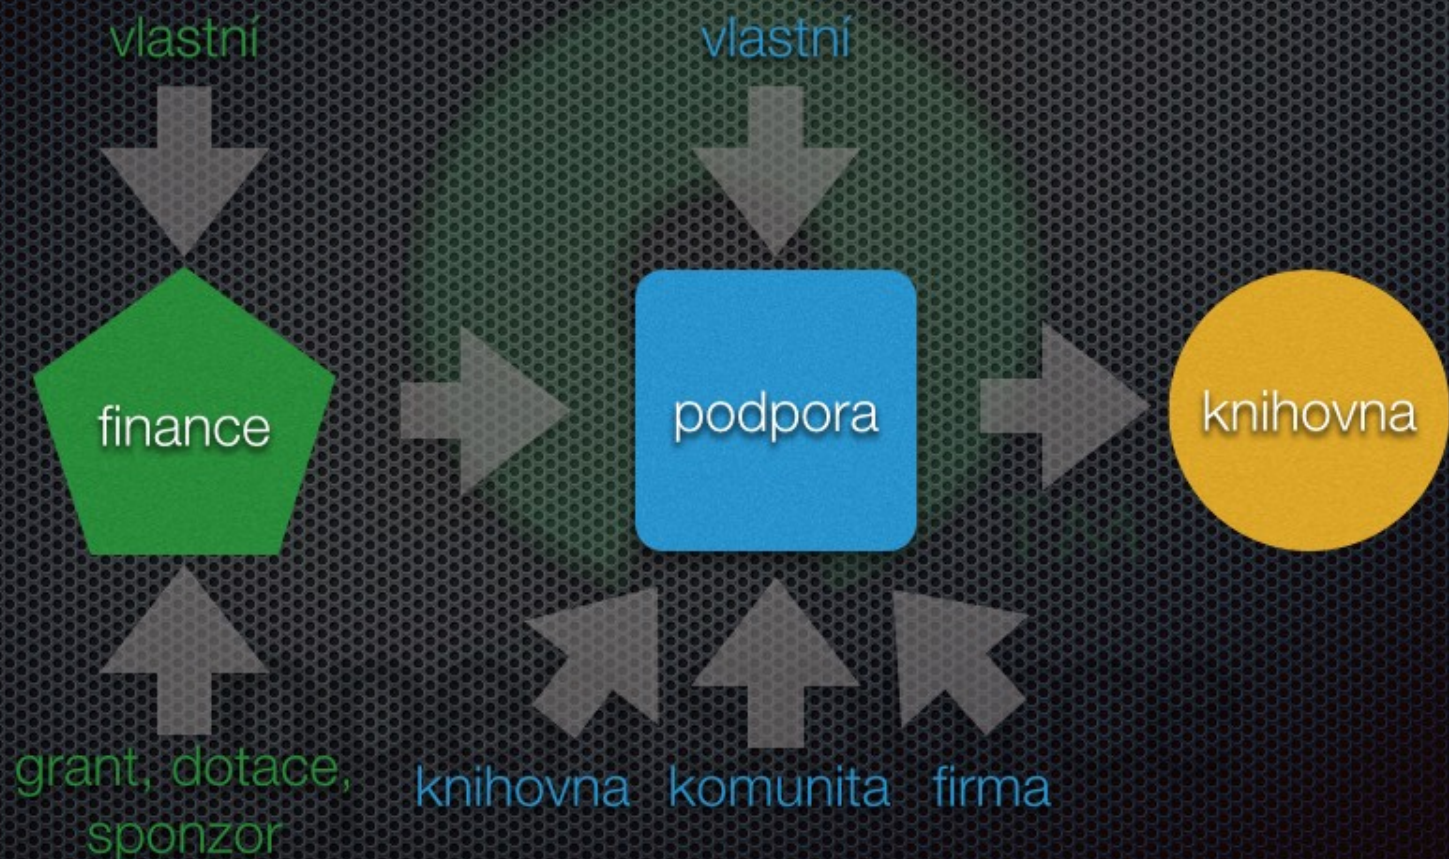 vlastní
vlastní
finance
podpora
knihovna
grant, dotace,
sponzor
knihovna
komunita
firma